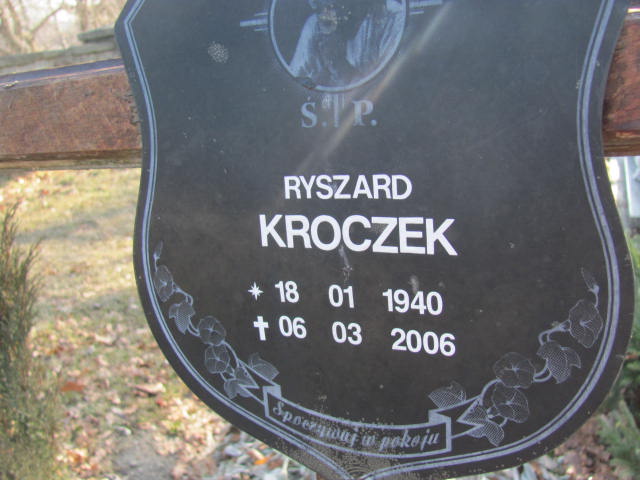 Ś.†P.
RYSZARD
KROCZEK
* 18 01 1940
✝ 06 03 2006
Spoczywaj w pokoju